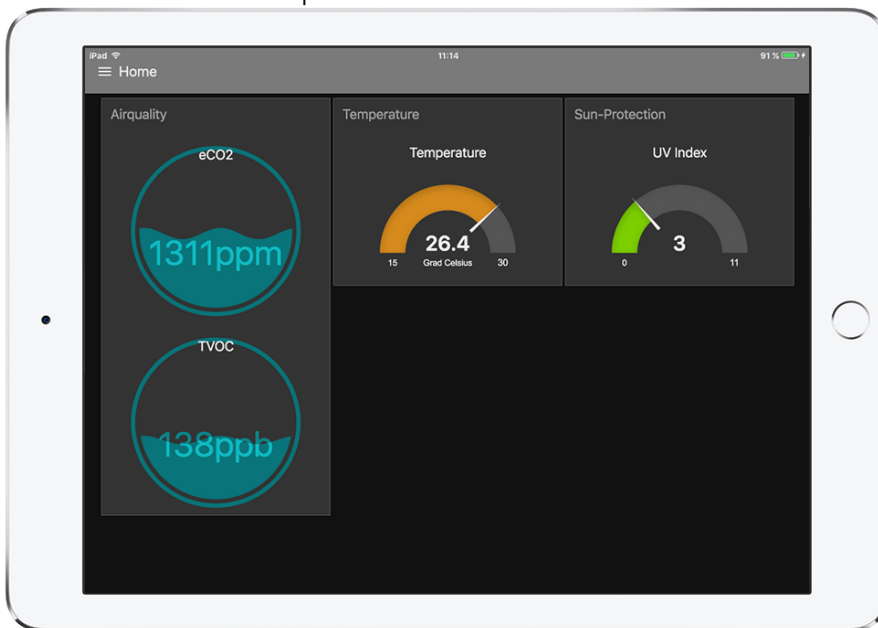 iPad 11:14 91 %
Home
Airquality
eCO2
1311ppm
TVOC
138ppb
Temperature
Temperature
26.4
Grad Celsius
15
30
Sun-Protection
UV Index
3
0
11